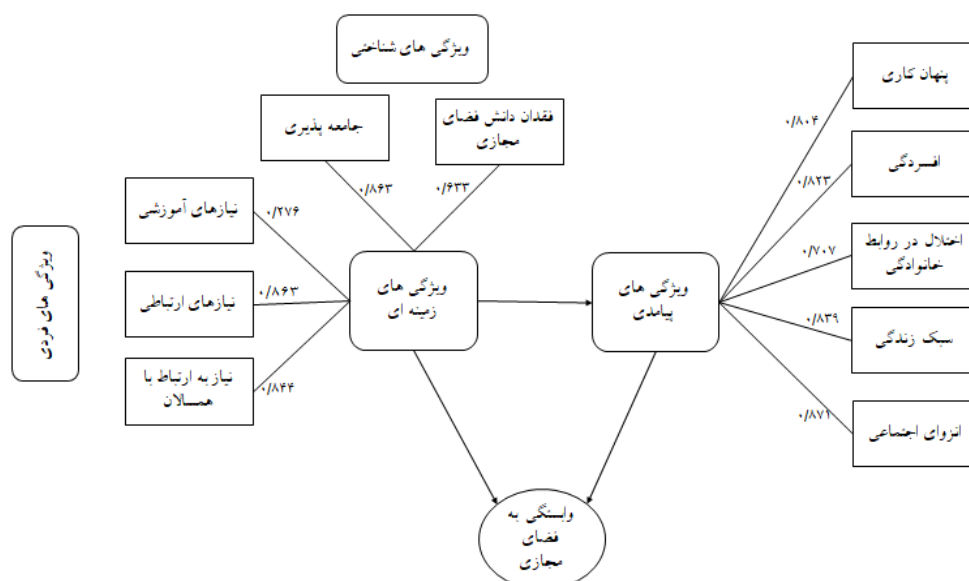 ویژگی های شناختی
جامعه پذیری
فقدان دانش فضای
مجازی
۰/۸۶۳
۰/۶۳۳
ویژگی های فردی
نیازهای آموزشی
۰/۲۷۶
نیازهای ارتباطی
۰/۸۶۳
نیاز به ارتباط با
همسالان
۰/۸۴۴
ویژگی های
زمینه ای
ویژگی های
پیامدی
پنهان کاری
۰/۸۰۴
افسردگی
۰/۸۲۳
اختلال در روابط
خانوادگی
۰/۷۰۷
سبک زندگی
۰/۸۳۹
انزوای اجتماعی
۰/۸۷۱
وابستگی به
فضای
مجازی